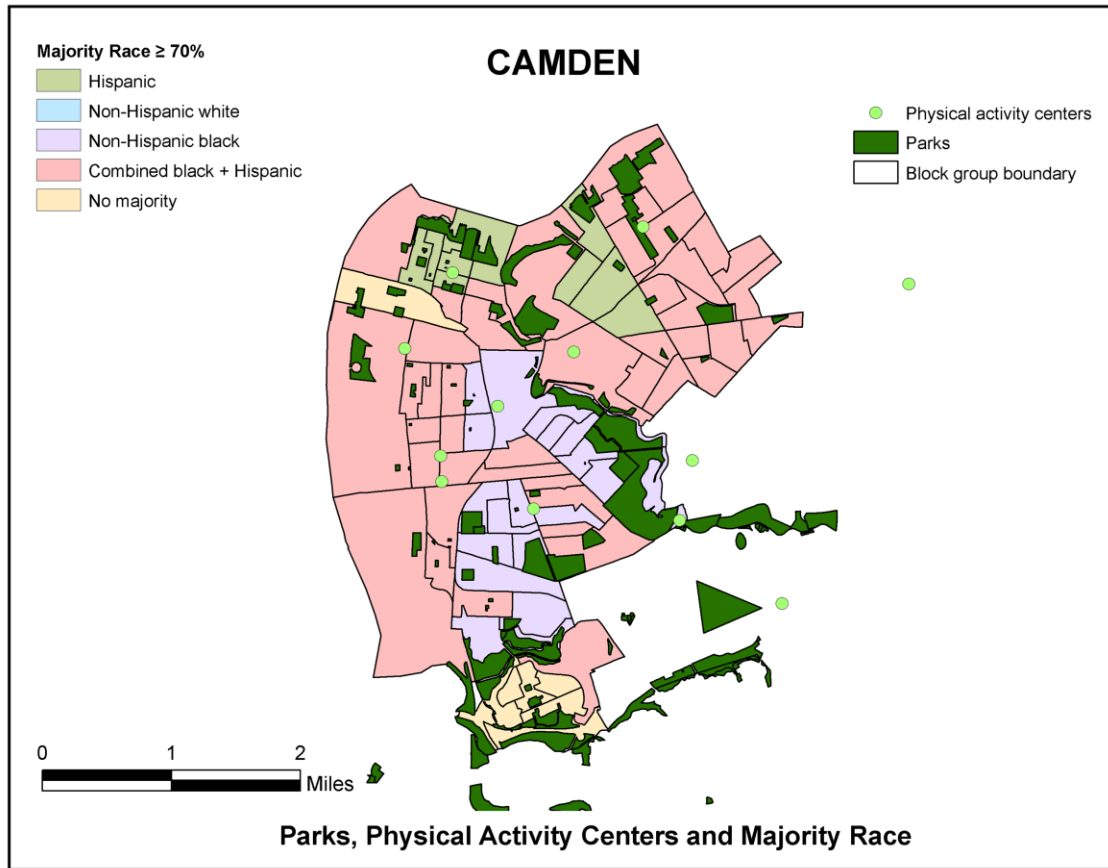 CAMDEN
Majority Race ≥ 70%
Hispanic
Non-Hispanic white
Non-Hispanic black
Combined black + Hispanic
No majority
Physical activity centers
Parks
Block group boundary
0 1 2
Miles
Parks, Physical Activity Centers and Majority Race